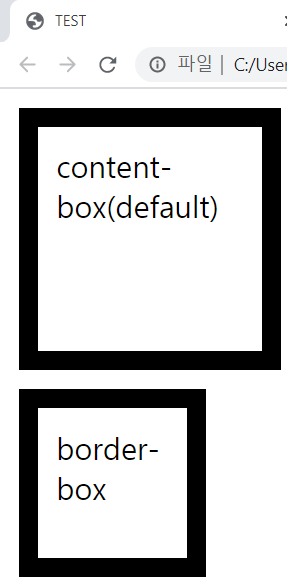 TEST
파일 | C:/User
content-
box(default)
border-
box